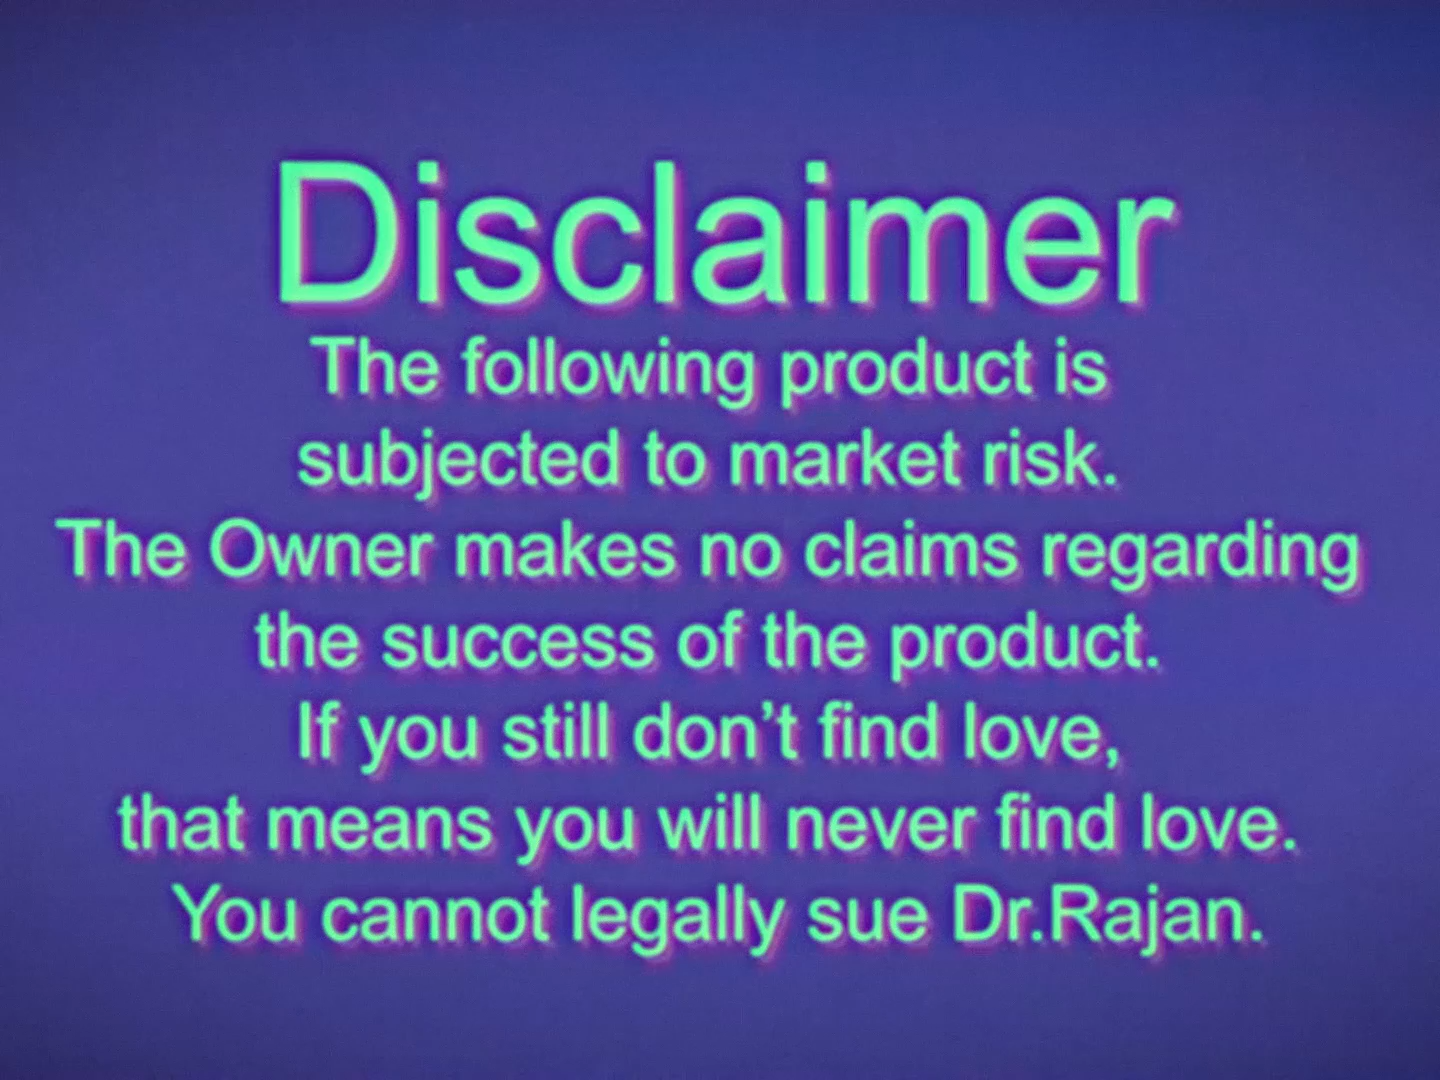 Disclaimer
The following product is
subjected to market risk.
The Owner makes no claims regarding
the success of the product.
If you still don’t find love,
that means you will never find love.
You cannot legally sue Dr.Rajan.